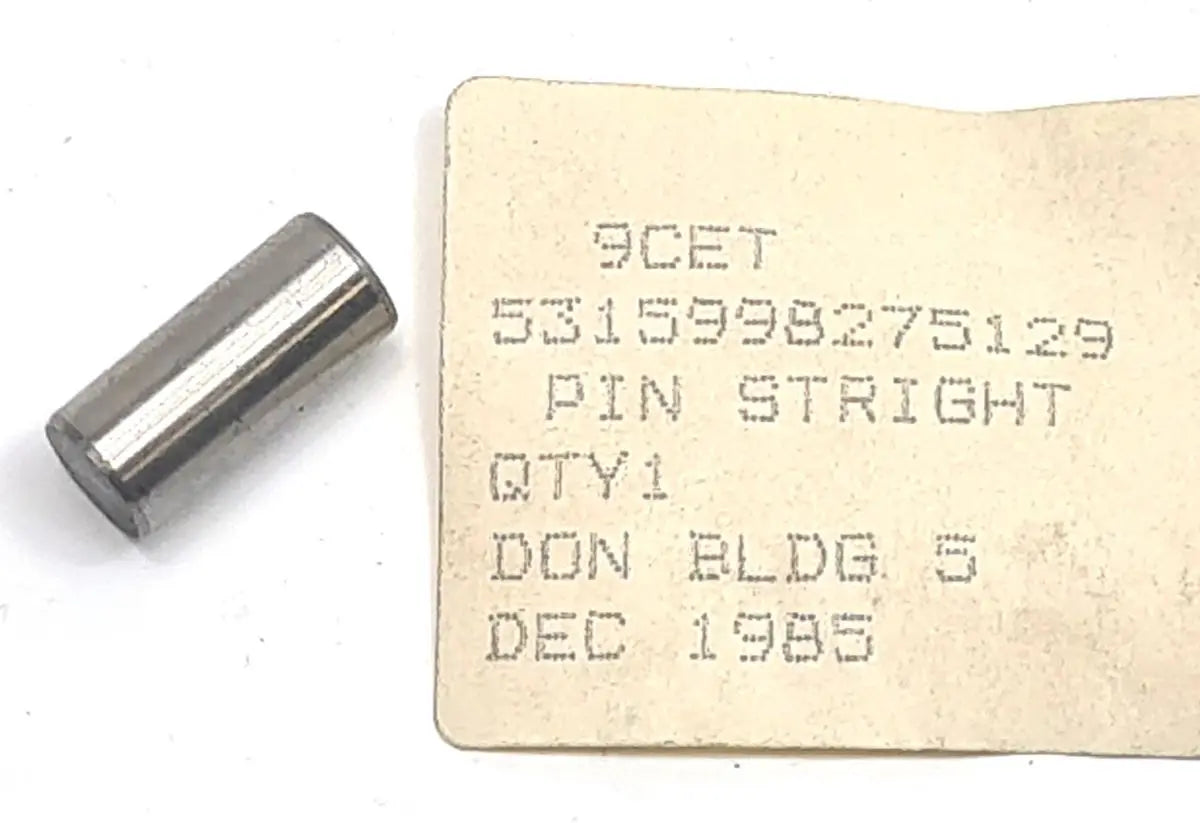 9CET
5315998275129
PIN STRIGHT
QTY1
DON BLDG 5
DEC 1985